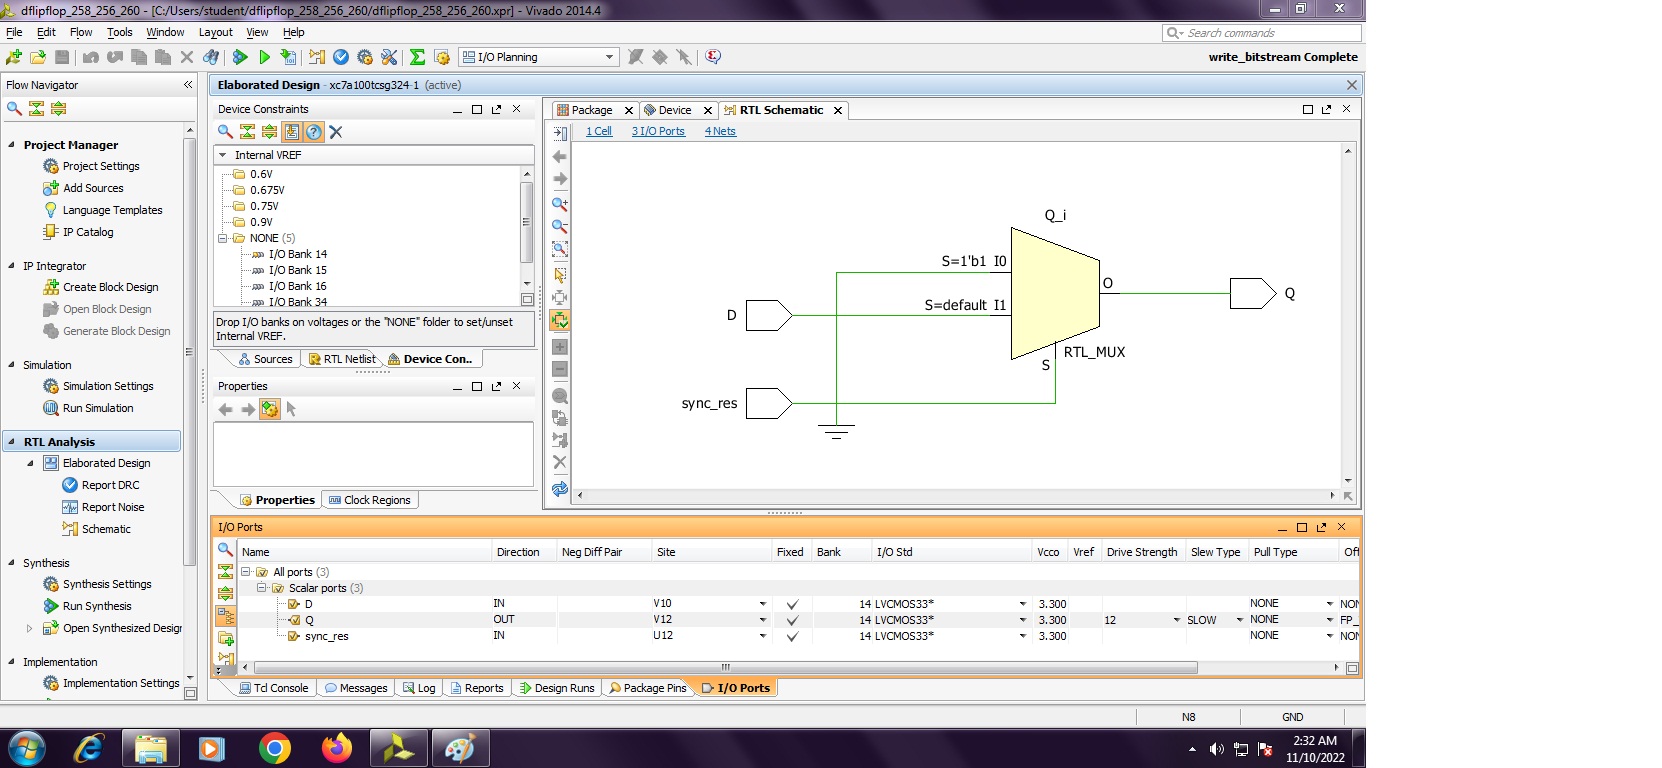 dflipflop_258_256_260 - [C:/Users/student/dflipflop_258_256_260/dflipflop_258_256_260.xpr] - Vivado 2014.4
File Edit Flow Tools Window Layout View Help
Search commands
I/O Planning
write_bitstream Complete
Flow Navigator
Project Manager
Project Settings
Add Sources
Language Templates
IP Catalog
IP Integrator
Create Block Design
Open Block Design
Generate Block Design
Simulation
Simulation Settings
Run Simulation
RTL Analysis
Elaborated Design
Report DRC
Report Noise
Schematic
Synthesis
Synthesis Settings
Run Synthesis
Open Synthesized Design
Implementation
Implementation Settings
Elaborated Design - xc7a100tcsg324-1 (active)
Device Constraints
Internal VREF
0.6V
0.675V
0.75V
0.9V
NONE (5)
I/O Bank 14
I/O Bank 15
I/O Bank 16
I/O Bank 34
Drop I/O banks on voltages or the "NONE" folder to set/unset
Internal VREF.
Sources RTL Netlist Device Con..
Properties
Properties Clock Regions
Package Device RTL Schematic
1 Cell 3 I/O Ports 4 Nets
Q_i
S=1'b1 I0
S=default I1
O
D
Q
RTL_MUX
S
sync_res
I/O Ports
Name Direction Neg Diff Pair Site Fixed Bank I/O Std Vcco Vref Drive Strength Slew Type Pull Type Off
All ports (3)
Scalar ports (3)
D IN V10 14 LVCMOS33* 3.300 NONE NON
Q OUT V12 14 LVCMOS33* 3.300 12 SLOW NONE FP_
sync_res IN U12 14 LVCMOS33* 3.300 NONE NON
Tcl Console Messages Log Reports Design Runs Package Pins I/O Ports
N8 GND
2:32 AM
11/10/2022